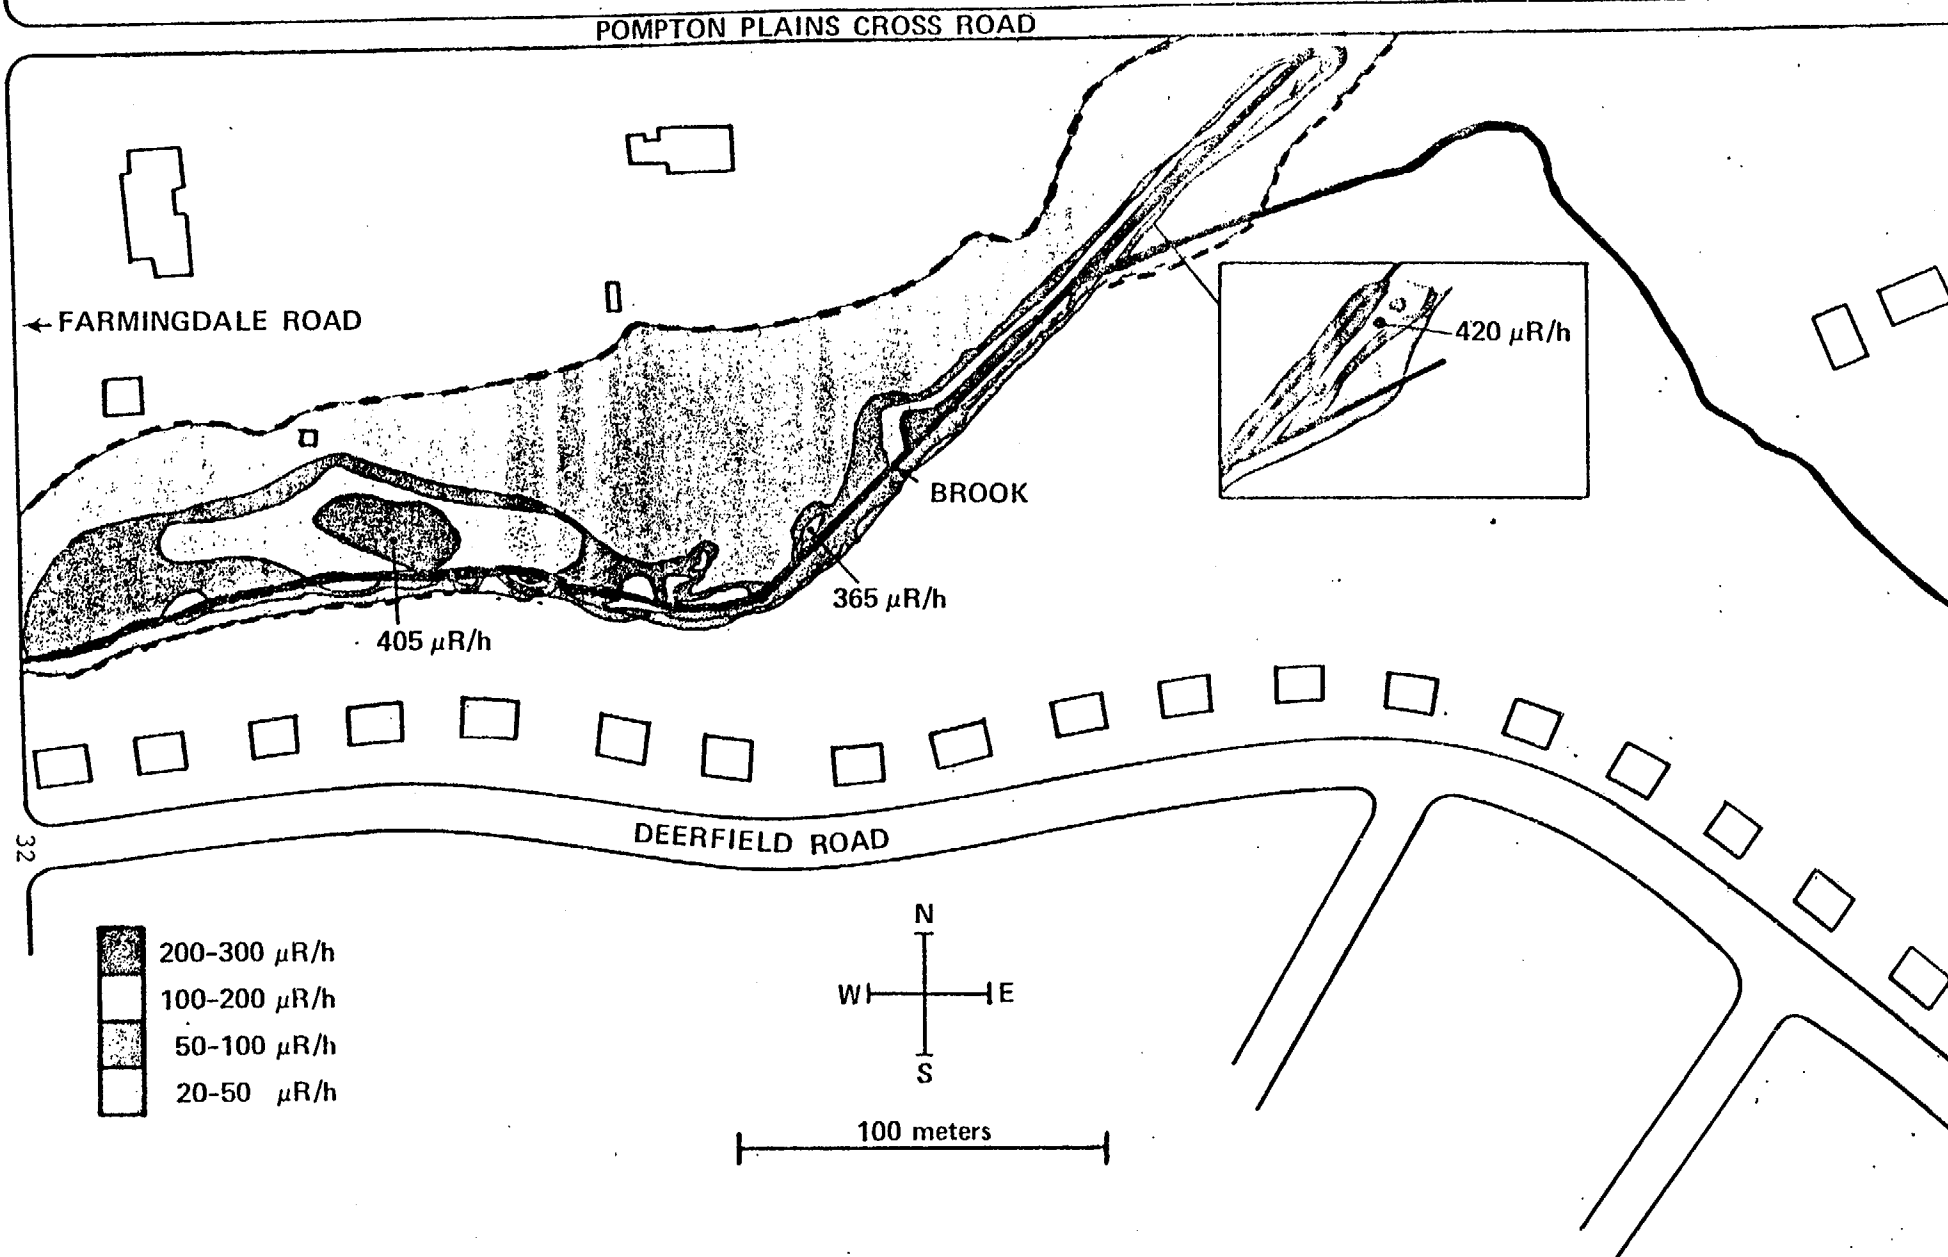 POMPTON PLAINS CROSS ROAD
← FARMINGDALE ROAD
420 μR/h
BROOK
365 μR/h
405 μR/h
DEERFIELD ROAD
32
200-300 μR/h
100-200 μR/h
50-100 μR/h
20-50 μR/h
N
W E
S
100 meters